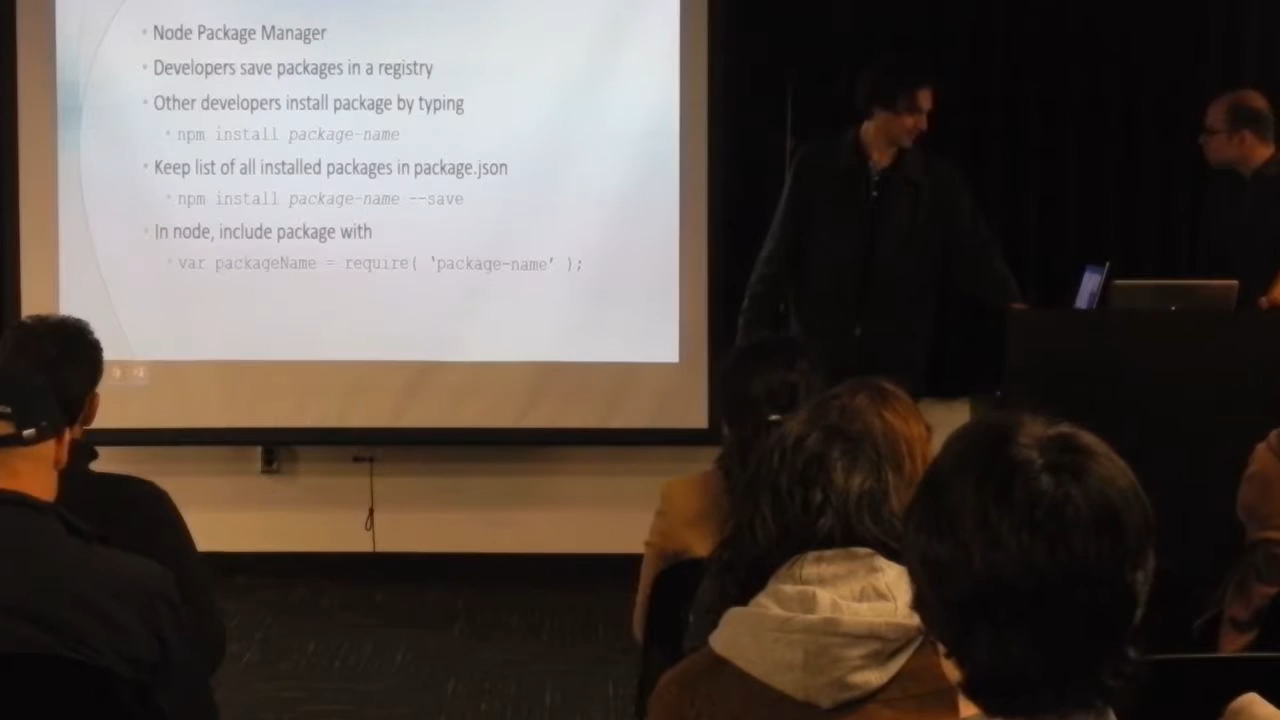 Node Package Manager
Developers save packages in a registry
Other developers install package by typing
npm install package-name
Keep list of all installed packages in package.json
npm install package-name --save
In node, include package with
var packageName = require( 'package-name' );